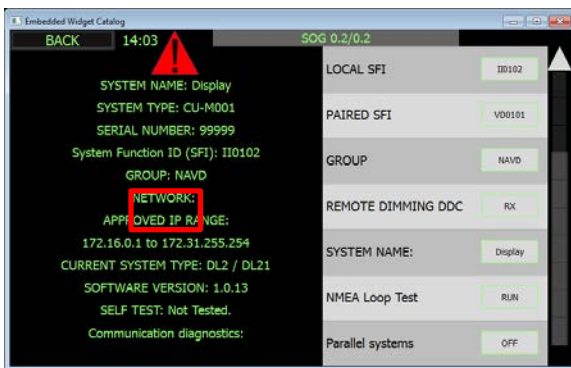 Embedded Widget Catalog
BACK 14:03 SOG 0.2/0.2
SYSTEM NAME: Display
SYSTEM TYPE: CU-M001
SERIAL NUMBER: 99999
System Function ID (SFI): II0102
GROUP: NAVD
NETWORK:
APPROVED IP RANGE:
172.16.0.1 to 172.31.255.254
CURRENT SYSTEM TYPE: DL2 / DL21
SOFTWARE VERSION: 1.0.13
SELF TEST: Not Tested.
Communication diagnostics:
LOCAL SFI II0102
PAIRED SFI VD0101
GROUP NAVD
REMOTE DIMMING DDC RX
SYSTEM NAME: Display
NMEA Loop Test RUN
Parallel systems OFF